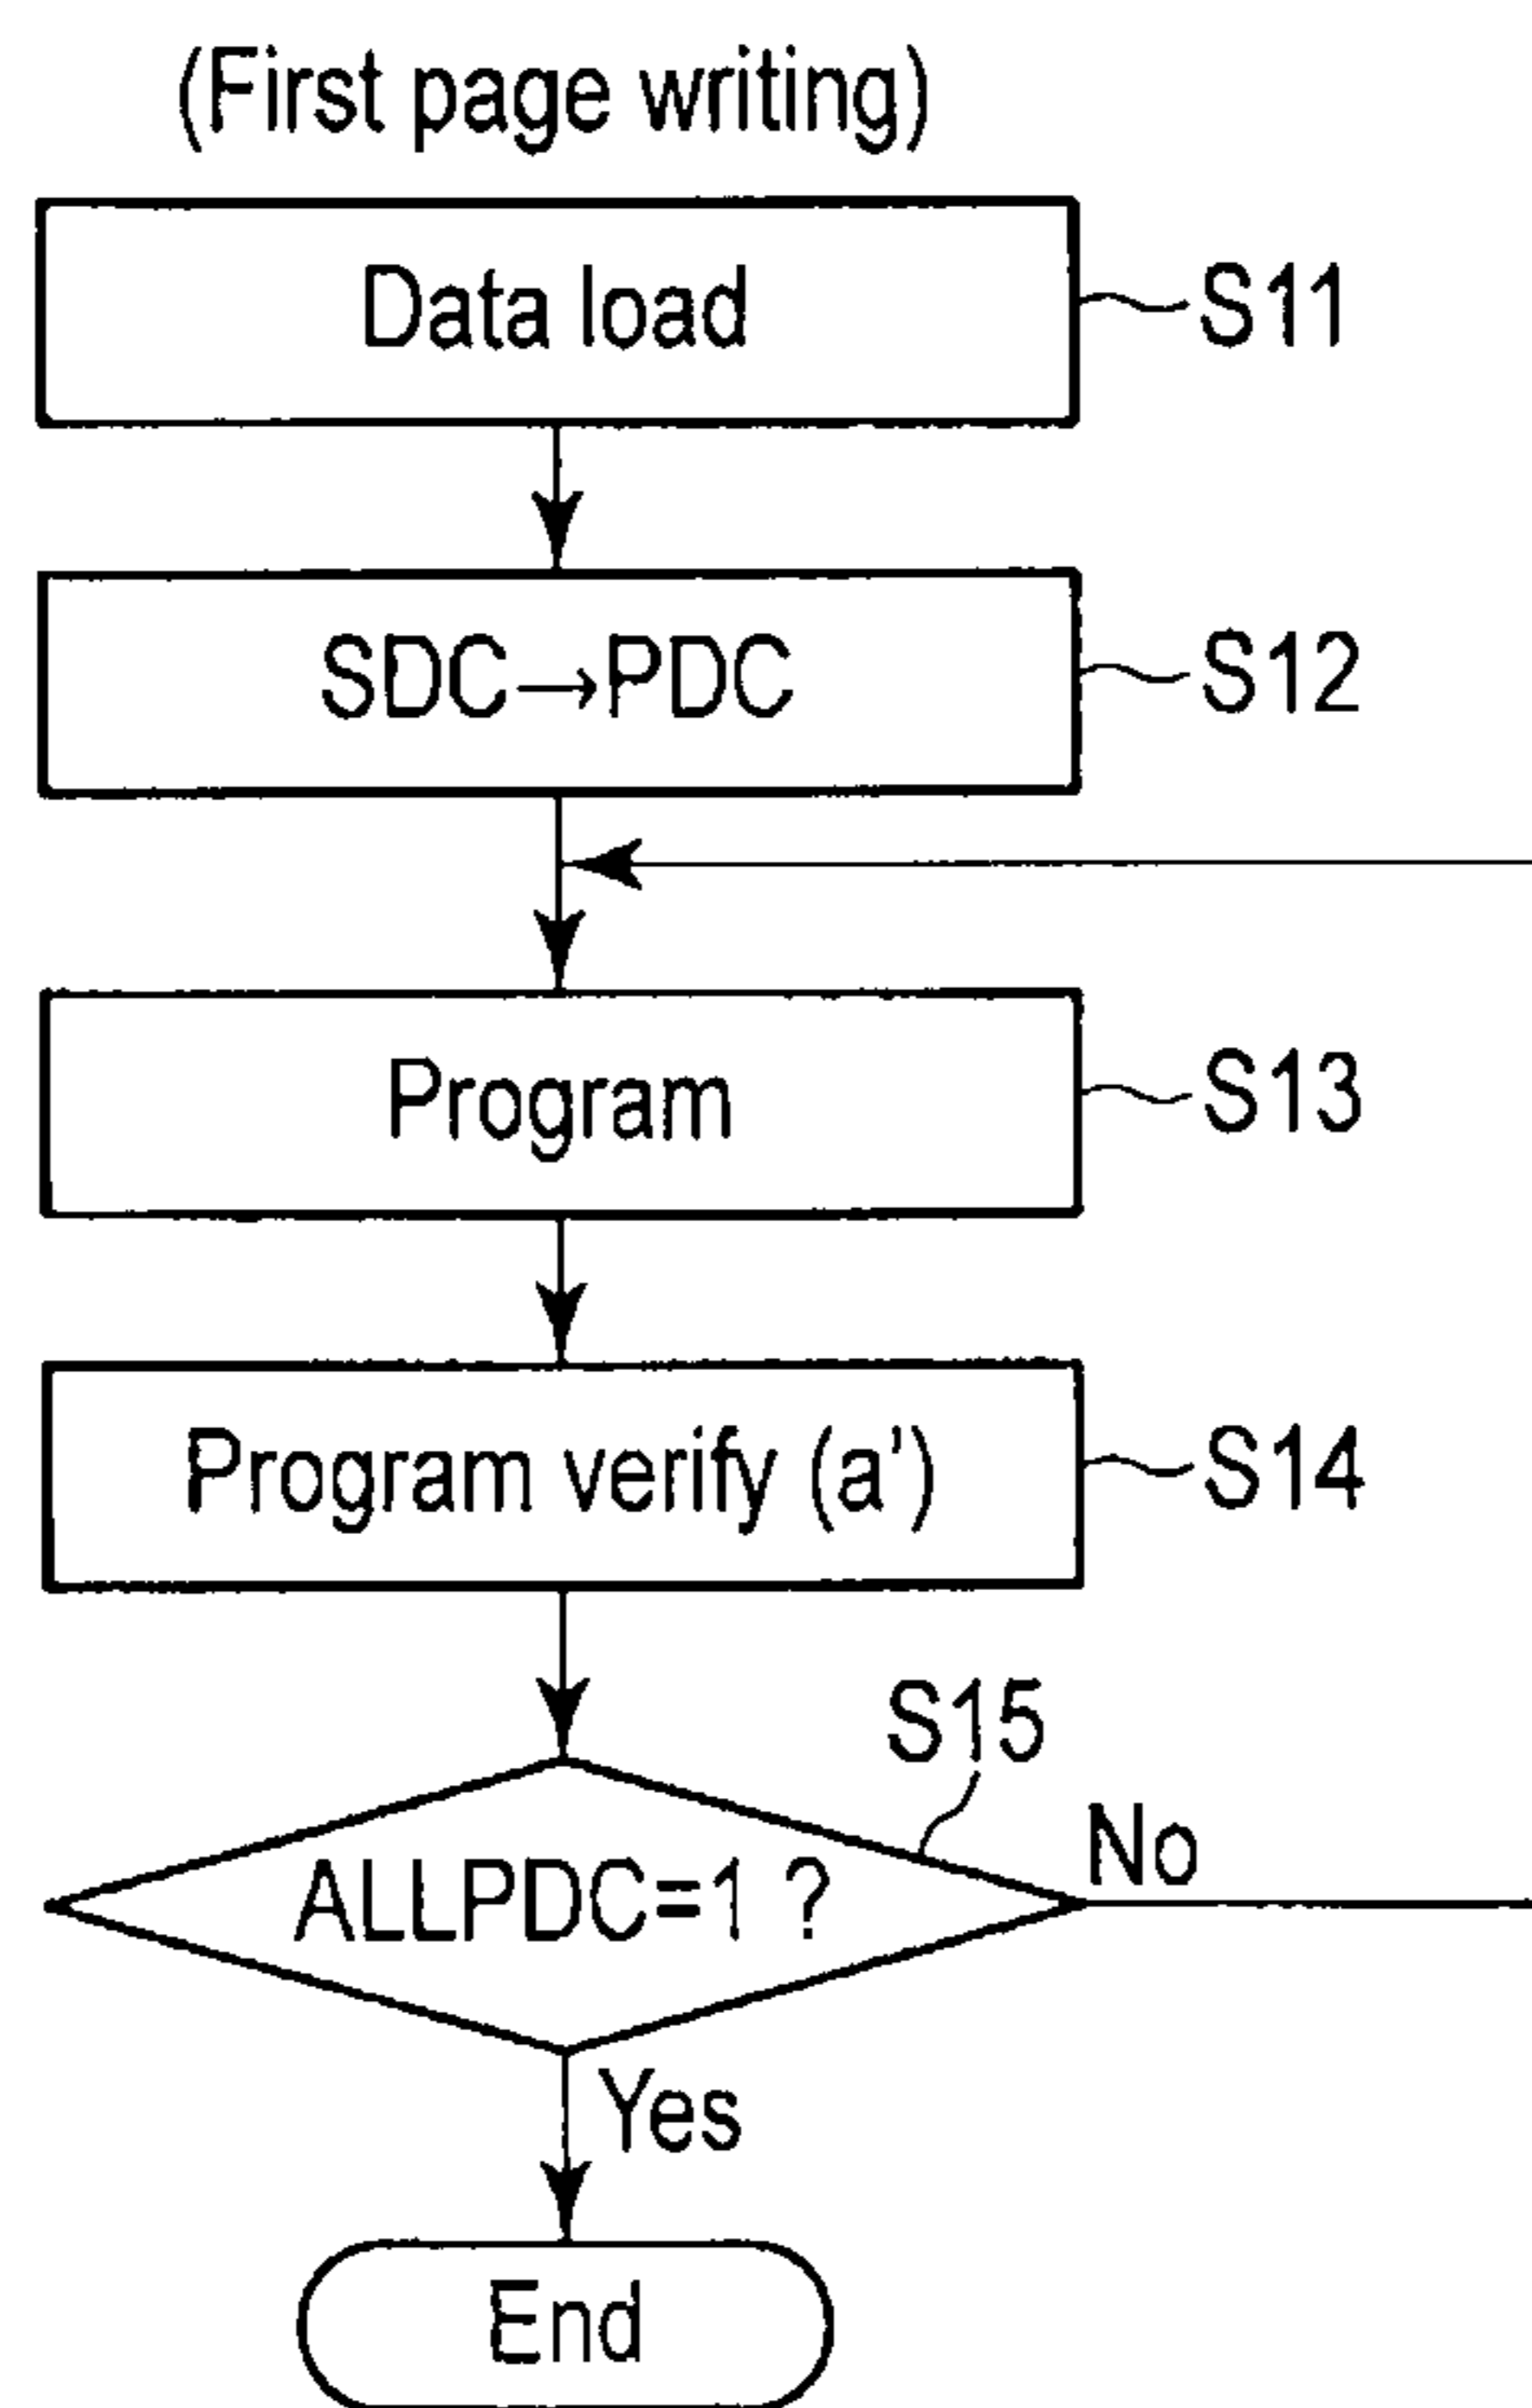 (First page writing)
Data load
S11
SDC→PDC
S12
Program
S13
Program verify (a')
S14
S15
ALLPDC=1 ?
No
Yes
End